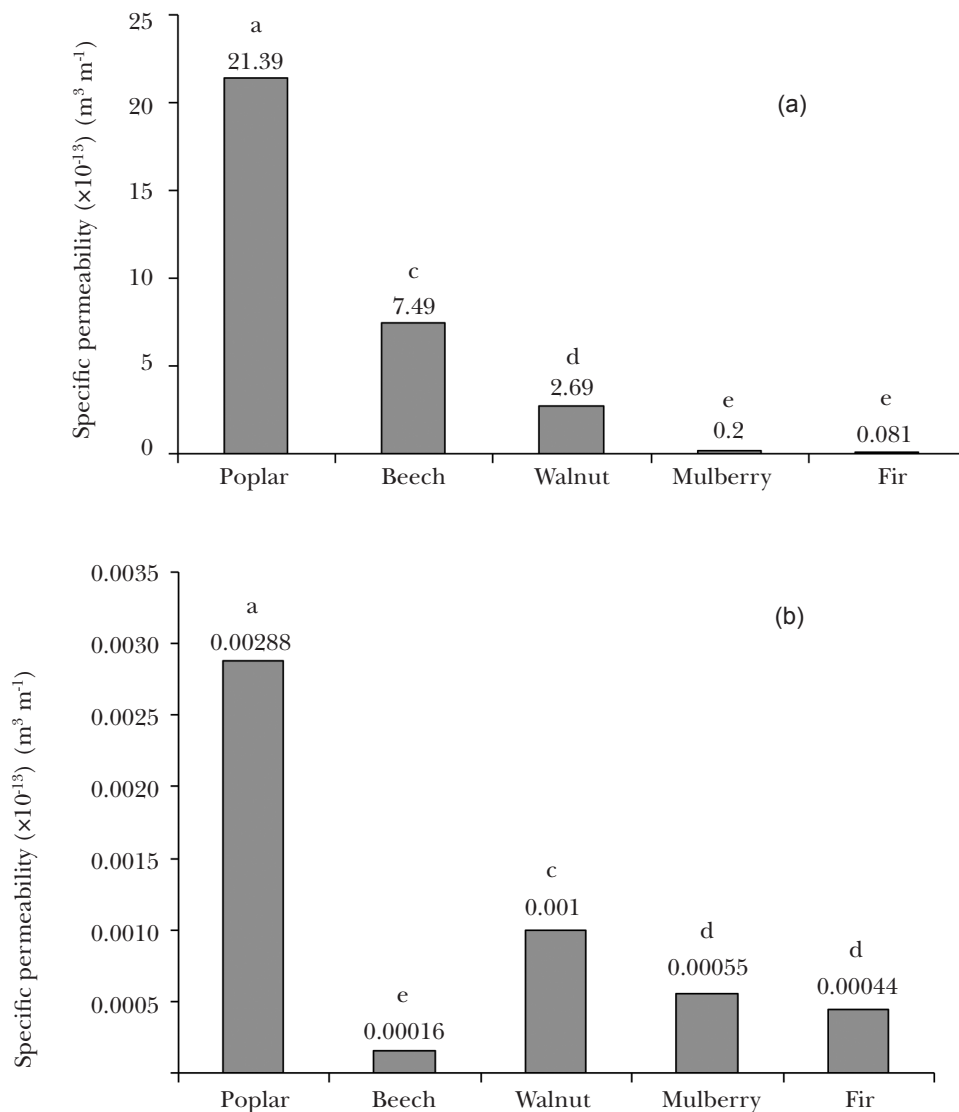 Specific permeability (×10⁻¹³) (m³ m⁻¹)
25
20
15
10
5
0
(a)
a
21.39
c
7.49
d
2.69
e
0.2
e
0.081
Poplar Beech Walnut Mulberry Fir
Specific permeability (×10⁻¹³) (m³ m⁻¹)
0.0035
0.0030
0.0025
0.0020
0.0015
0.0010
0.0005
(b)
a
0.00288
e
0.00016
c
0.001
d
0.00055
d
0.00044
Poplar Beech Walnut Mulberry Fir